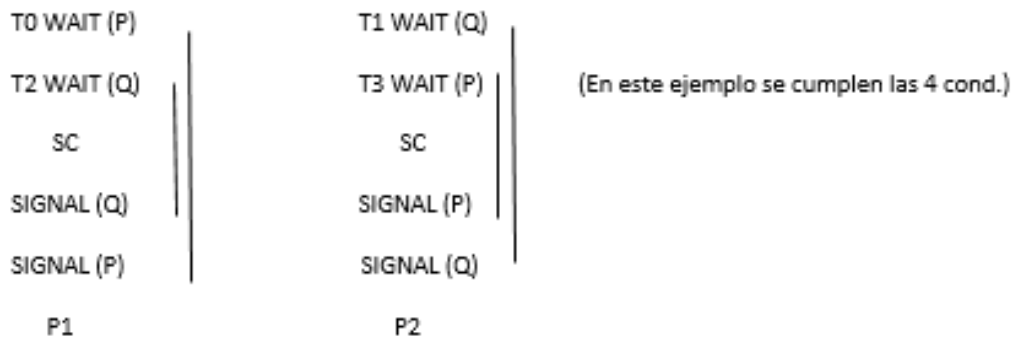 T0 WAIT (P) T1 WAIT (Q)
T2 WAIT (Q) T3 WAIT (P) (En este ejemplo se cumplen las 4 cond.)
SC SC
SIGNAL (Q) SIGNAL (P)
SIGNAL (P) SIGNAL (Q)
P1 P2